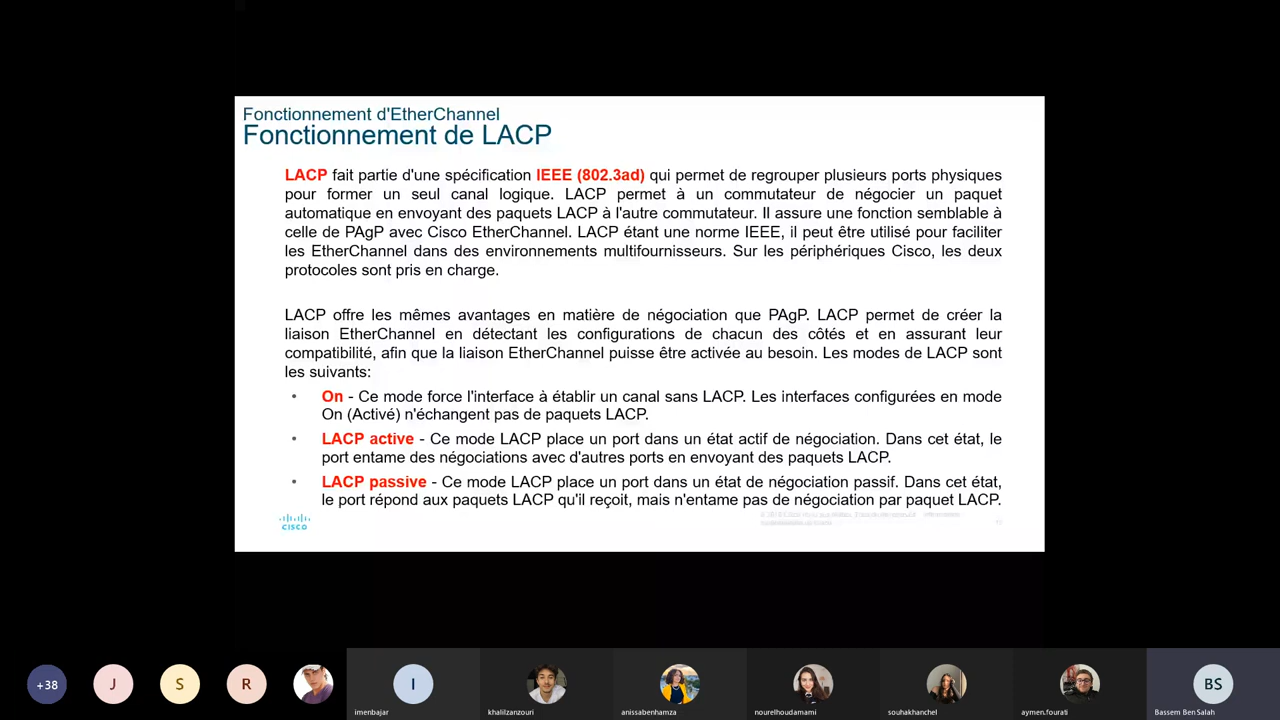 Fonctionnement d'EtherChannel
Fonctionnement de LACP
LACP fait partie d'une spécification IEEE (802.3ad) qui permet de regrouper plusieurs ports physiques
pour former un seul canal logique. LACP permet à un commutateur de négocier un paquet
automatique en envoyant des paquets LACP à l'autre commutateur. Il assure une fonction semblable à
celle de PAgP avec Cisco EtherChannel. LACP étant une norme IEEE, il peut être utilisé pour faciliter
les EtherChannel dans des environnements multifournisseurs. Sur les périphériques Cisco, les deux
protocoles sont pris en charge.
LACP offre les mêmes avantages en matière de négociation que PAgP. LACP permet de créer la
liaison EtherChannel en détectant les configurations de chacun des côtés et en assurant leur
compatibilité, afin que la liaison EtherChannel puisse être activée au besoin. Les modes de LACP sont
les suivants:
• On - Ce mode force l'interface à établir un canal sans LACP. Les interfaces configurées en mode
On (Activé) n'échangent pas de paquets LACP.
• LACP active - Ce mode LACP place un port dans un état actif de négociation. Dans cet état, le
port entame des négociations avec d'autres ports en envoyant des paquets LACP.
• LACP passive - Ce mode LACP place un port dans un état de négociation passif. Dans cet état,
le port répond aux paquets LACP qu'il reçoit, mais n'entame pas de négociation par paquet LACP.
CISCO
+38
J
S
R
I
BS
imenbajar
khalilzanzouri
anissabenhamza
nourelhoudamami
souhakhanchel
aymen.fourati
Bassem Ben Salah